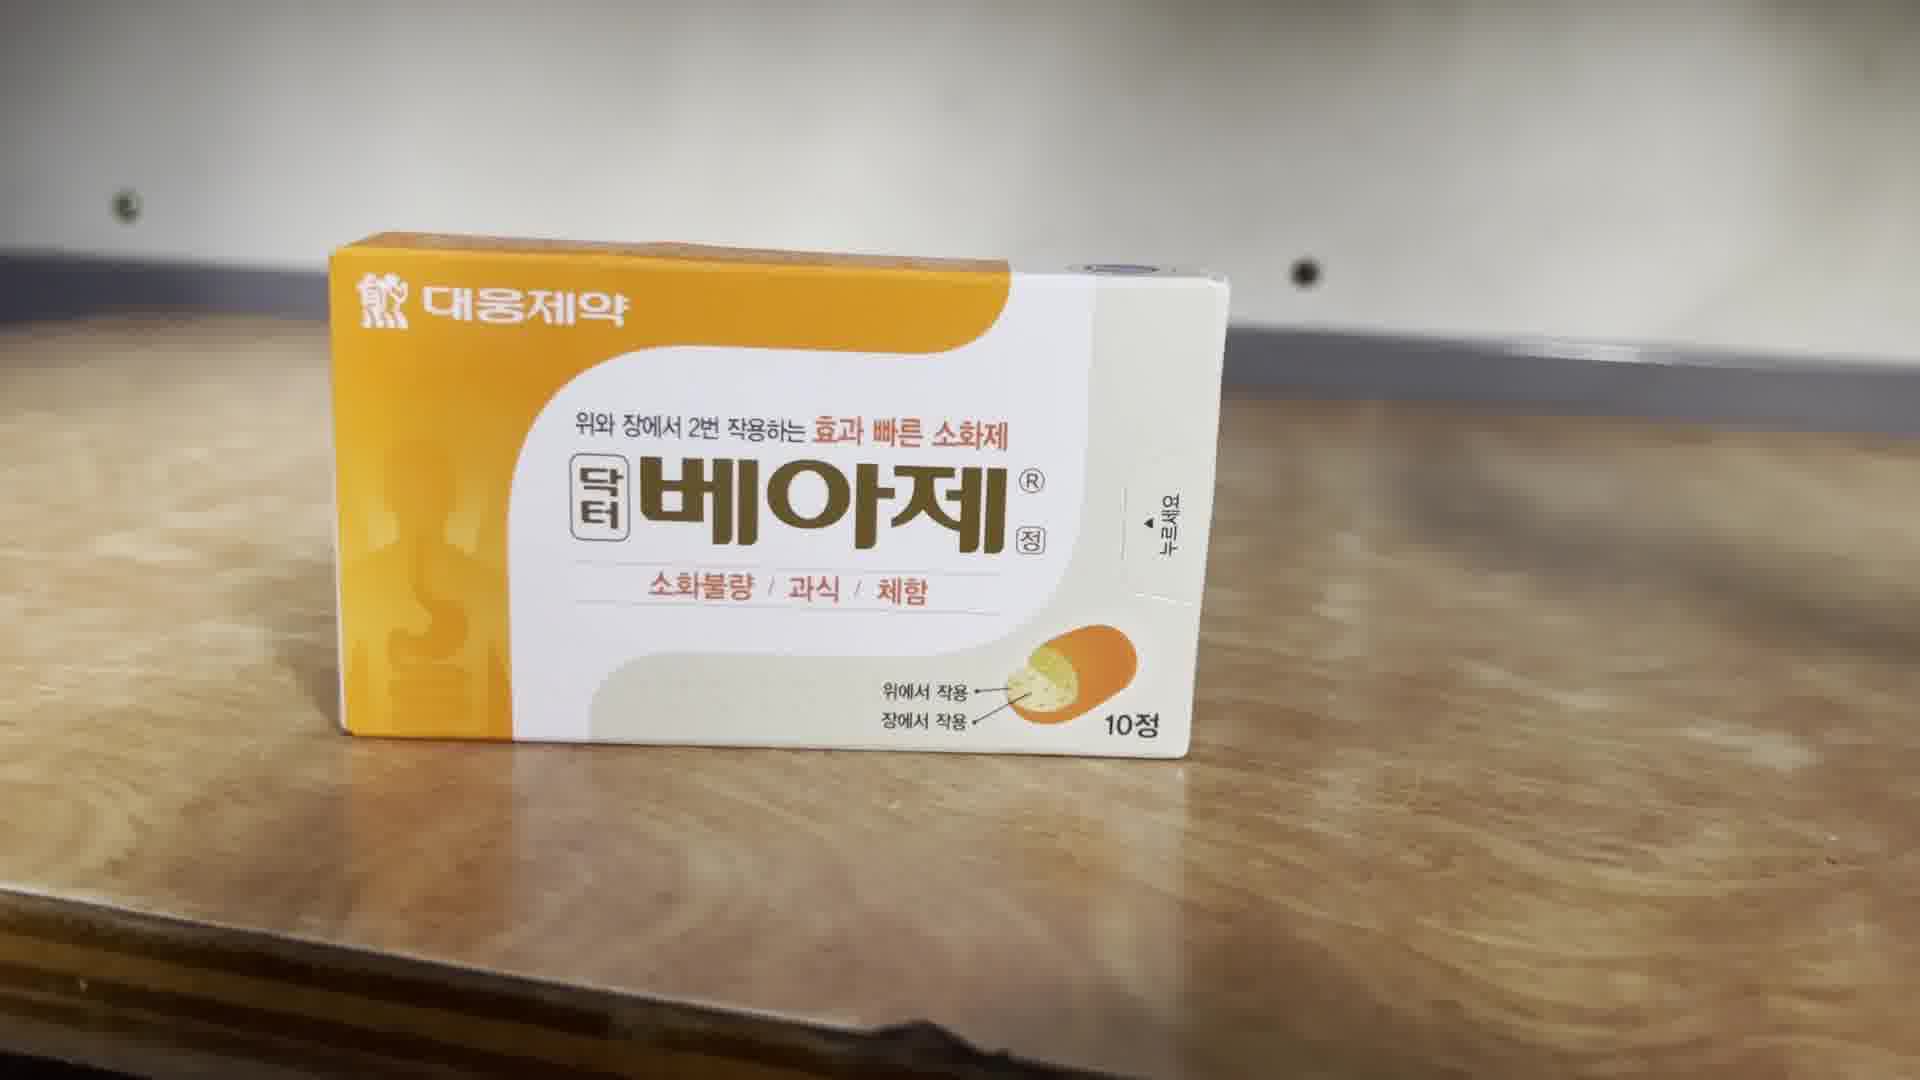 대웅제약
위와 장에서 2번 작용하는 효과 빠른 소화제
닥터 베아제® 정
소화불량 / 과식 / 체함
누르세요
위에서 작용
장에서 작용
10정